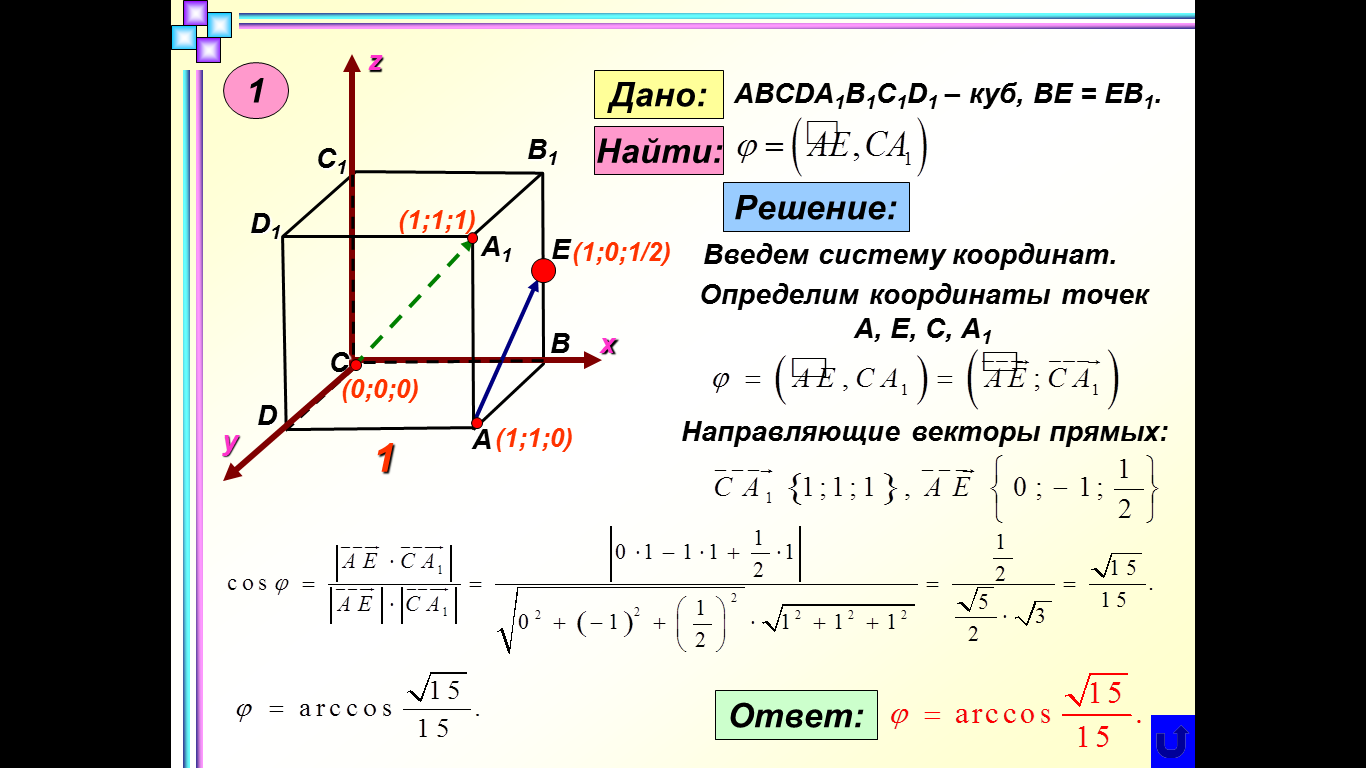 1
Дано: ABCDA₁B₁C₁D₁ – куб, BE = EB₁.
Найти: φ = (AE, CA₁)
Решение:
Введем систему координат.
Определим координаты точек
A, E, C, A₁
φ = (AE, CA₁) = (AE; CA₁)
Направляющие векторы прямых:
CA₁ {1; 1; 1}, AE {0; −1; 1/2}
z
C₁
B₁
D₁
(1;1;1)
A₁
E (1;0;1/2)
C
(0;0;0)
B
x
D
y
A (1;1;0)
1
cos φ = |AE · CA₁| / (|AE| · |CA₁|) = |0 · 1 − 1 · 1 + 1/2 · 1| / (√(0² + (−1)² + (1/2)²) · √(1² + 1² + 1²)) = (1/2) / (√5/2 · √3) = √15/15.
φ = arccos √15/15.
Ответ: φ = arccos √15/15.